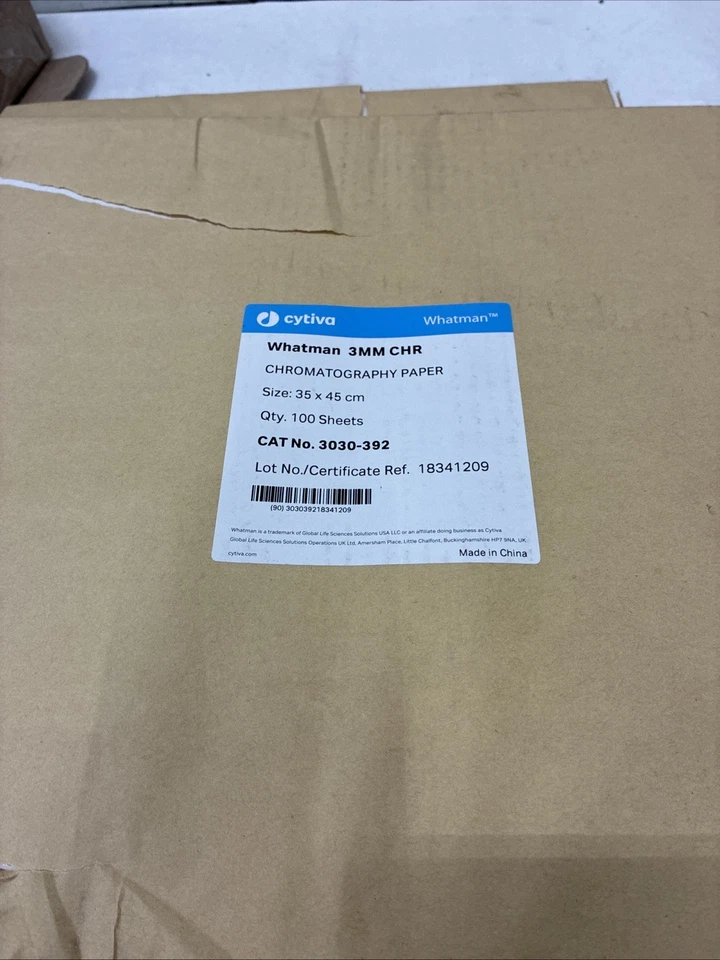 cytiva Whatman™
Whatman 3MM CHR
CHROMATOGRAPHY PAPER
Size: 35 x 45 cm
Qty. 100 Sheets
CAT No. 3030-392
Lot No./Certificate Ref. 18341209
(90) 303039218341209
Whatman is a trademark of Global Life Sciences Solutions USA LLC or an affiliate doing business as Cytiva
Global Life Sciences Solutions Operations UK Ltd, Amersham Place, Little Chalfont, Buckinghamshire HP7 9NA, UK
cytiva.com Made in China